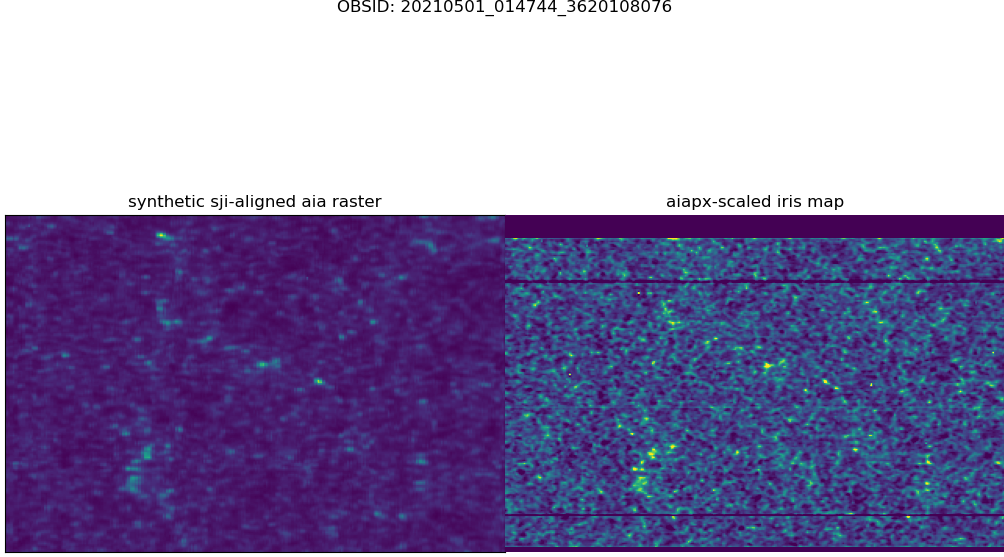 OBSID: 20210501_014744_3620108076
synthetic sji-aligned aia raster
aiapx-scaled iris map